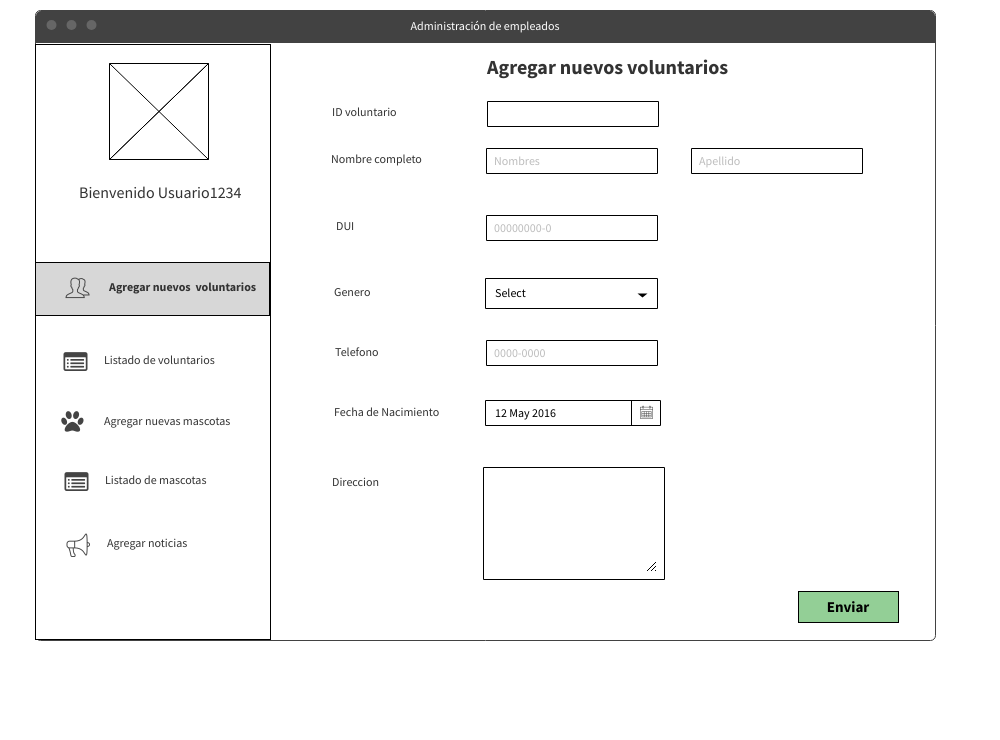 Administración de empleados
Bienvenido Usuario1234
Agregar nuevos voluntarios
Listado de voluntarios
Agregar nuevas mascotas
Listado de mascotas
Agregar noticias
Agregar nuevos voluntarios
ID voluntario
Nombre completo Nombres Apellido
DUI 00000000-0
Genero Select
Telefono 0000-0000
Fecha de Nacimiento 12 May 2016
Direccion
Enviar